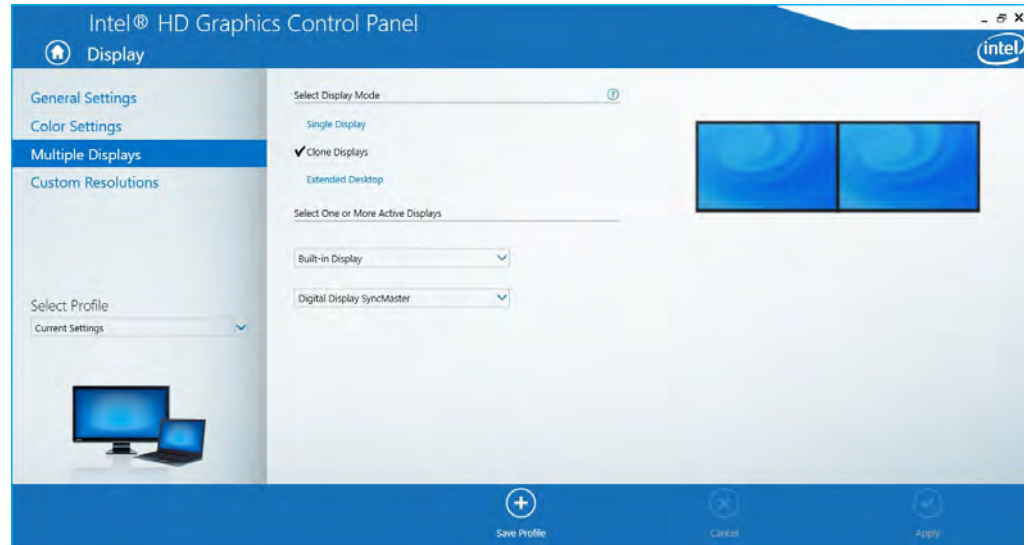 Intel® HD Graphics Control Panel
Display
intel
General Settings
Color Settings
Multiple Displays
Custom Resolutions
Select Profile
Current Settings
Select Display Mode
?
Single Display
Clone Displays
Extended Desktop
Select One or More Active Displays
Built-in Display
Digital Display SyncMaster
Save Profile
Cancel
Apply